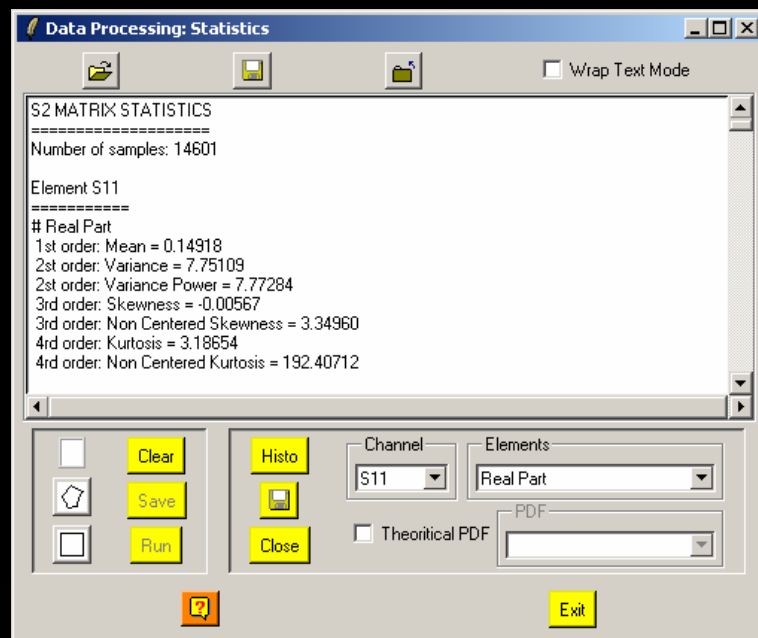 Data Processing: Statistics
Wrap Text Mode
S2 MATRIX STATISTICS
====================
Number of samples: 14601
Element S11
===========
# Real Part
1st order: Mean = 0.14918
2st order: Variance = 7.75109
2st order: Variance Power = 7.77284
3rd order: Skewness = -0.00567
3rd order: Non Centered Skewness = 3.34960
4rd order: Kurtosis = 3.18654
4rd order: Non Centered Kurtosis = 192.40712
Clear
Save
Run
Histo
Close
Channel
S11
Elements
Real Part
Theoritical PDF
PDF
?
Exit